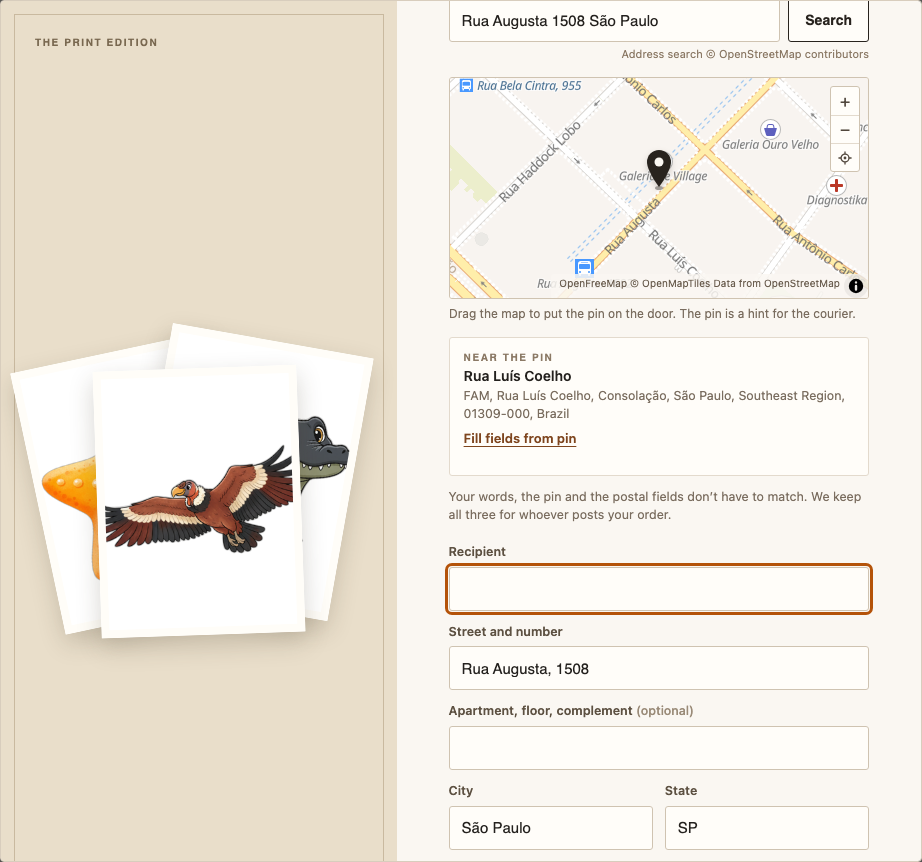 THE PRINT EDITION
Rua Augusta 1508 São Paulo
Search
Address search © OpenStreetMap contributors
Rua Bela Cintra, 955
ônio Carlos
Rua Haddock Lobo
Galeria Ouro Velho
Village
Diagnostika
Rua Augusta
Rua Luís Co
Rua Antônio Carl
OpenFreeMap © OpenMapTiles Data from OpenStreetMap
Drag the map to put the pin on the door. The pin is a hint for the courier.
NEAR THE PIN
Rua Luís Coelho
FAM, Rua Luís Coelho, Consolação, São Paulo, Southeast Region,
01309-000, Brazil
Fill fields from pin
Your words, the pin and the postal fields don’t have to match. We keep
all three for whoever posts your order.
Recipient
Street and number
Rua Augusta, 1508
Apartment, floor, complement (optional)
City
State
São Paulo
SP